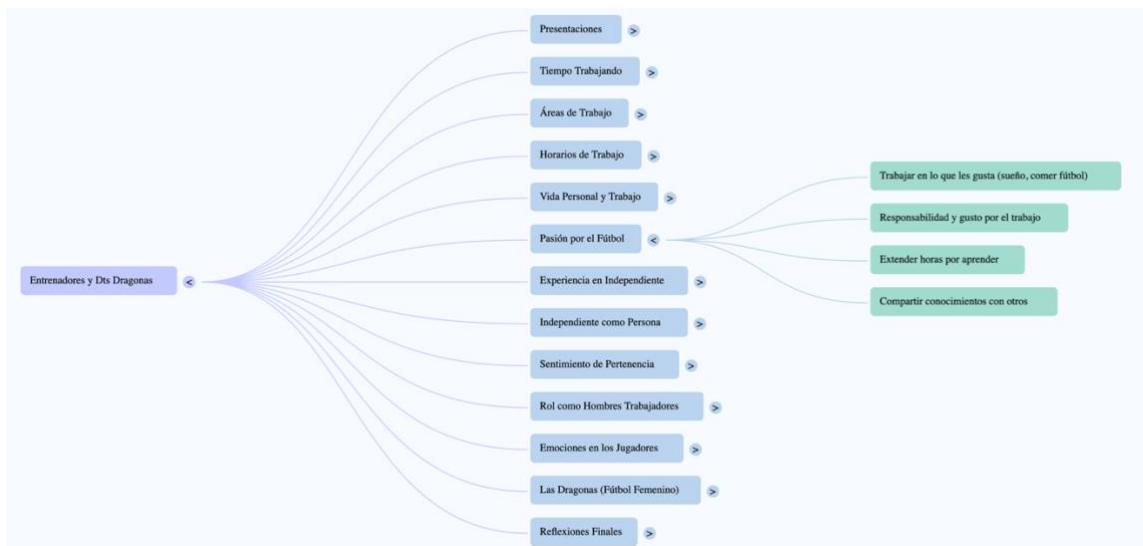 Entrenadores y Dts Dragonas <
Presentaciones >
Tiempo Trabajando >
Áreas de Trabajo >
Horarios de Trabajo >
Vida Personal y Trabajo >
Pasión por el Fútbol <
Trabajar en lo que les gusta (sueño, comer fútbol)
Responsabilidad y gusto por el trabajo
Extender horas por aprender
Compartir conocimientos con otros
Experiencia en Independiente >
Independiente como Persona >
Sentimiento de Pertenencia >
Rol como Hombres Trabajadores >
Emociones en los Jugadores >
Las Dragonas (Fútbol Femenino) >
Reflexiones Finales >